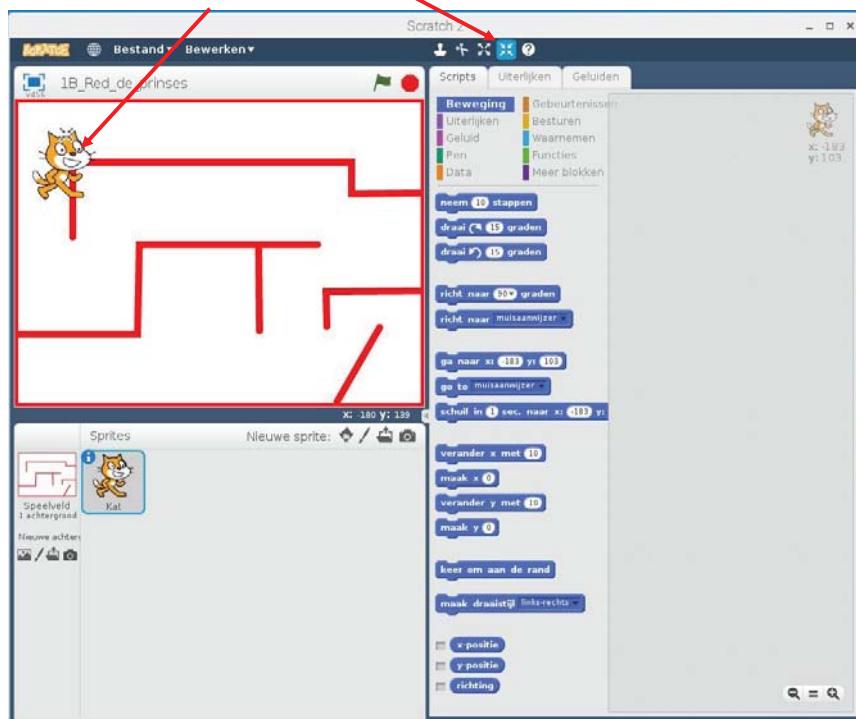 Scratch 2
SCRATCH Bestand Bewerken
1B_Red_de_prinses
v456
x: -180 y: 139
Sprites Nieuwe sprite:
Speelveld
1 achtergrond
Nieuwe achter
Kat
Scripts Uiterlijken Geluiden
Beweging Gebeurtenissen
Uiterlijken Besturen
Geluid Waarnemen
Pen Functies
Data Meer blokken
neem 10 stappen
draai 15 graden
draai 15 graden
richt naar 90 graden
richt naar muisaanwijzer
ga naar x: -183 y: 103
go to muisaanwijzer
schuif in 1 sec. naar x: -183 y:
verander x met 10
maak x 0
verander y met 10
maak y 0
keer om aan de rand
maak draaistijl links-rechts
x-positie
y-positie
richting
x: -183
y: 103